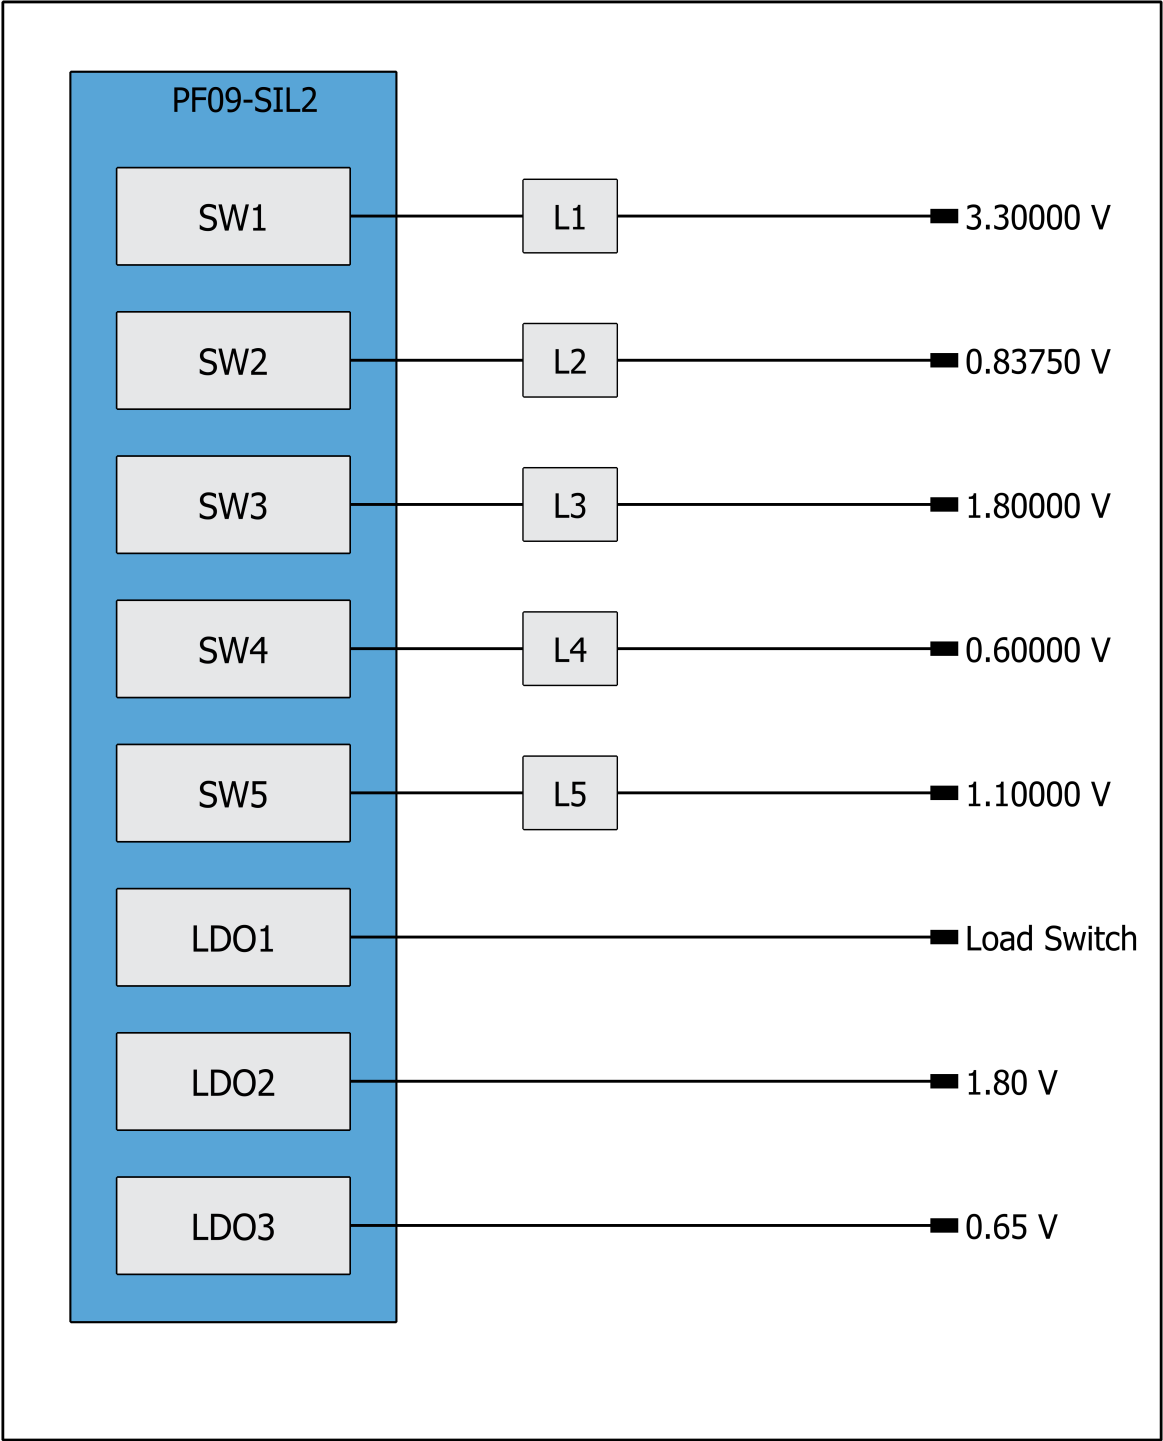 PF09-SIL2
SW1 L1 3.30000 V
SW2 L2 0.83750 V
SW3 L3 1.80000 V
SW4 L4 0.60000 V
SW5 L5 1.10000 V
LDO1 Load Switch
LDO2 1.80 V
LDO3 0.65 V